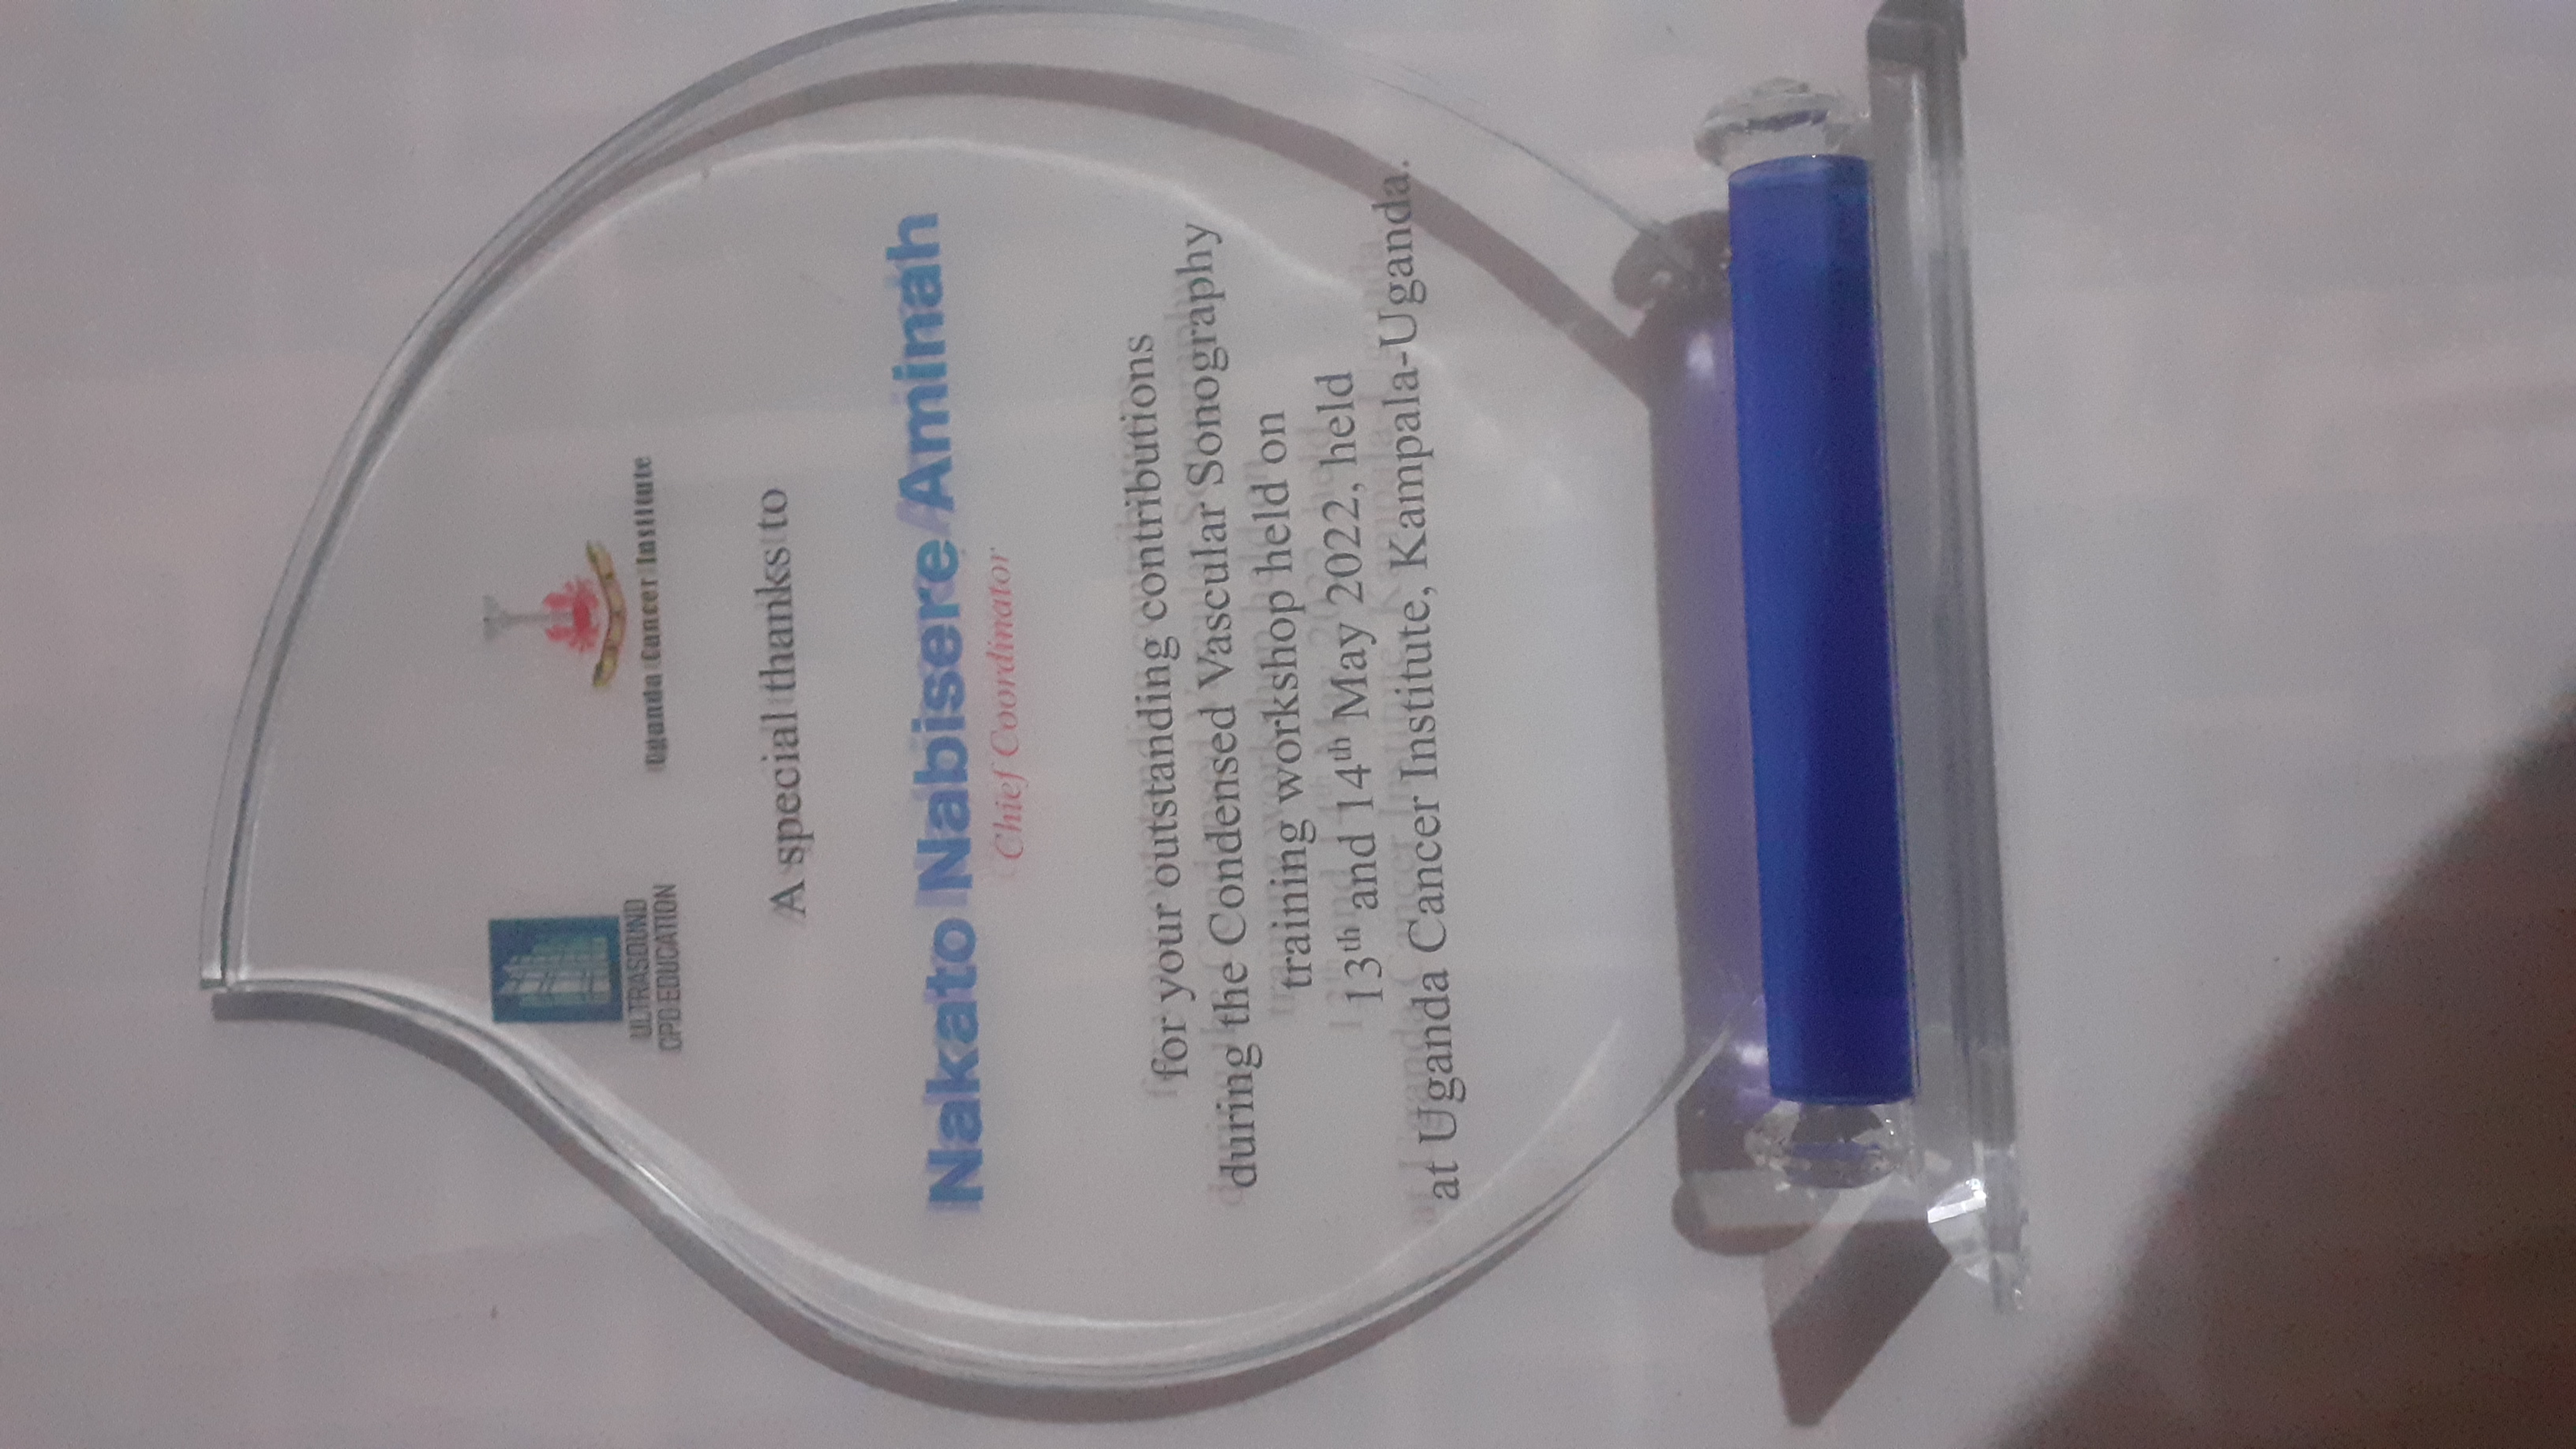 ULTRASOUND
CPD EDUCATION
Uganda Cancer Institute
A special thanks to
Nakato Nabisere Aminah
Chief Coordinator
for your outstanding contributions
during the Condensed Vascular Sonography
training workshop held on
13th and 14th May 2022, held
at Uganda Cancer Institute, Kampala-Uganda.